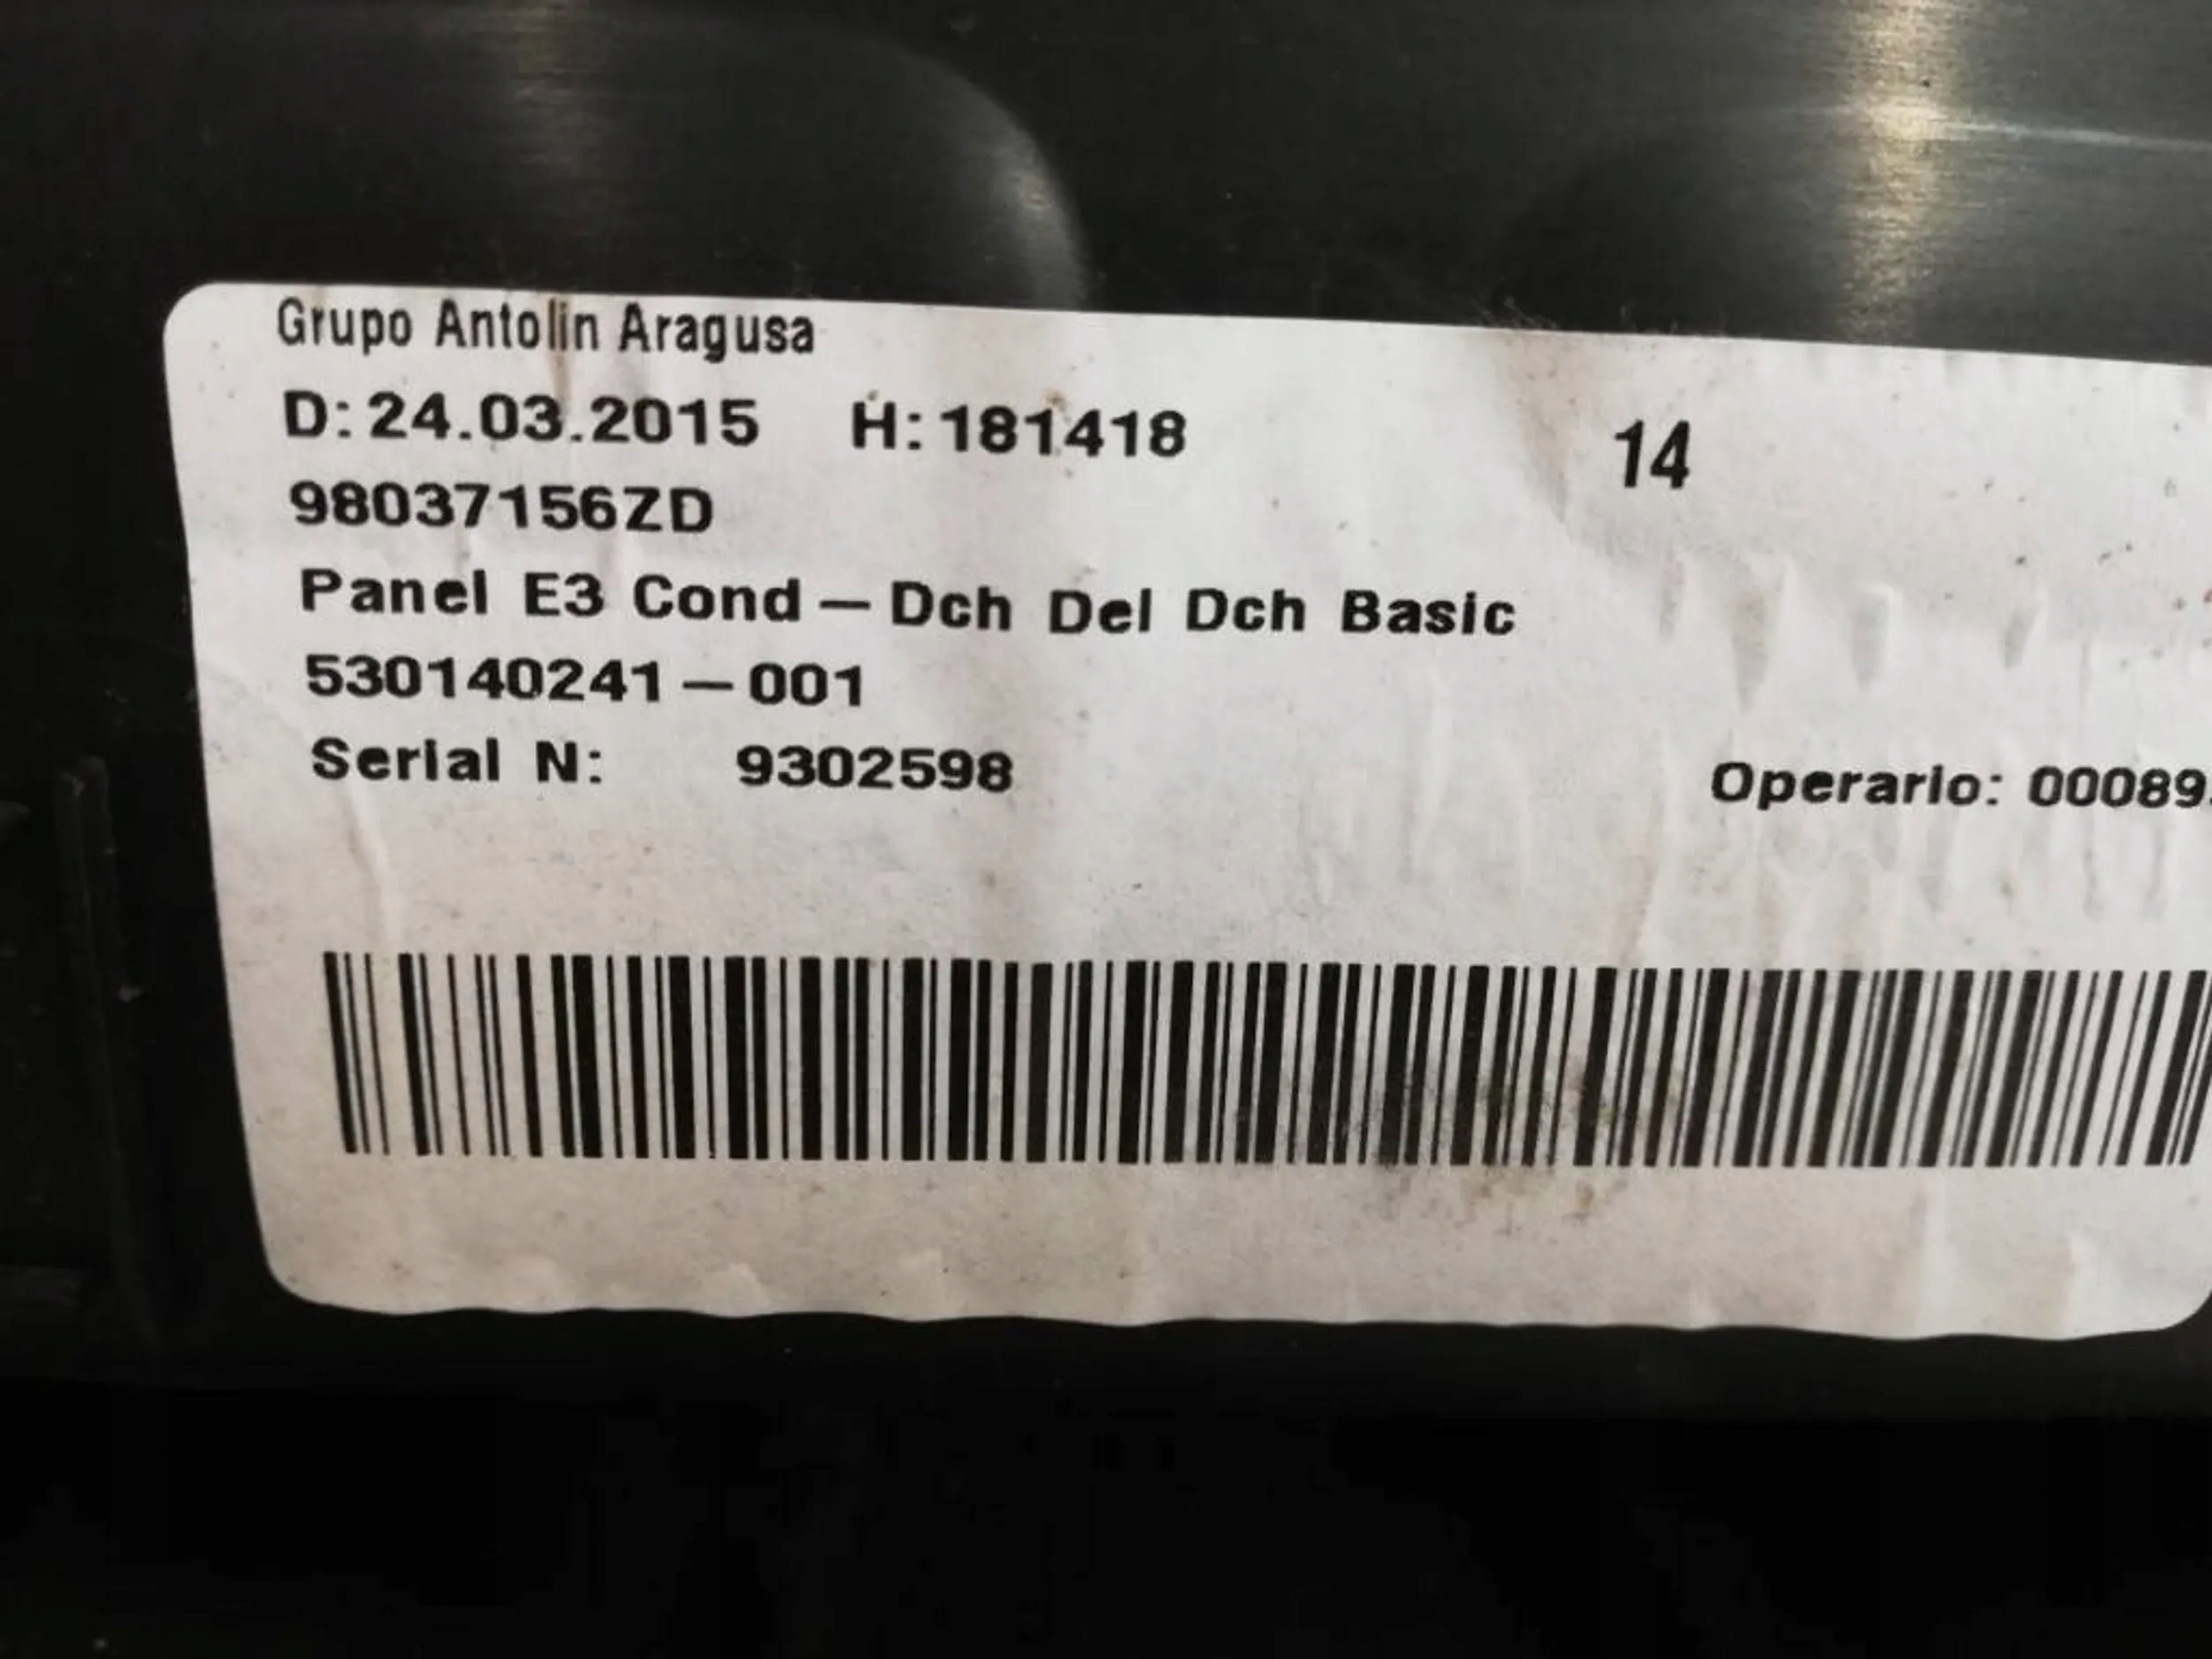 Grupo Antolin Aragusa
D: 24.03.2015 H: 181418 14
98037156ZD
Panel E3 Cond - Dch Del Dch Basic
530140241 - 001
Serial N: 9302598 Operario: 00089